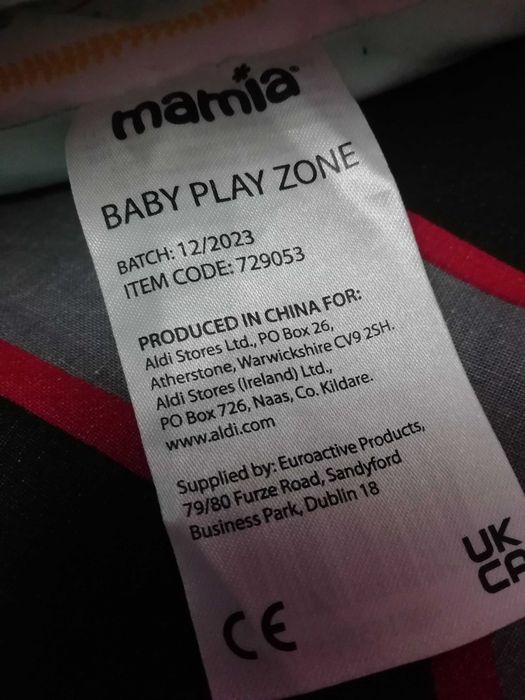 mamia®
BABY PLAY ZONE
BATCH: 12/2023
ITEM CODE: 729053
PRODUCED IN CHINA FOR:
Aldi Stores Ltd., PO Box 26,
Atherstone, Warwickshire CV9 2SH.
Aldi Stores (Ireland) Ltd.,
PO Box 726, Naas, Co. Kildare.
www.aldi.com
Supplied by: Euroactive Products,
79/80 Furze Road, Sandyford
Business Park, Dublin 18
UK
CA
CE